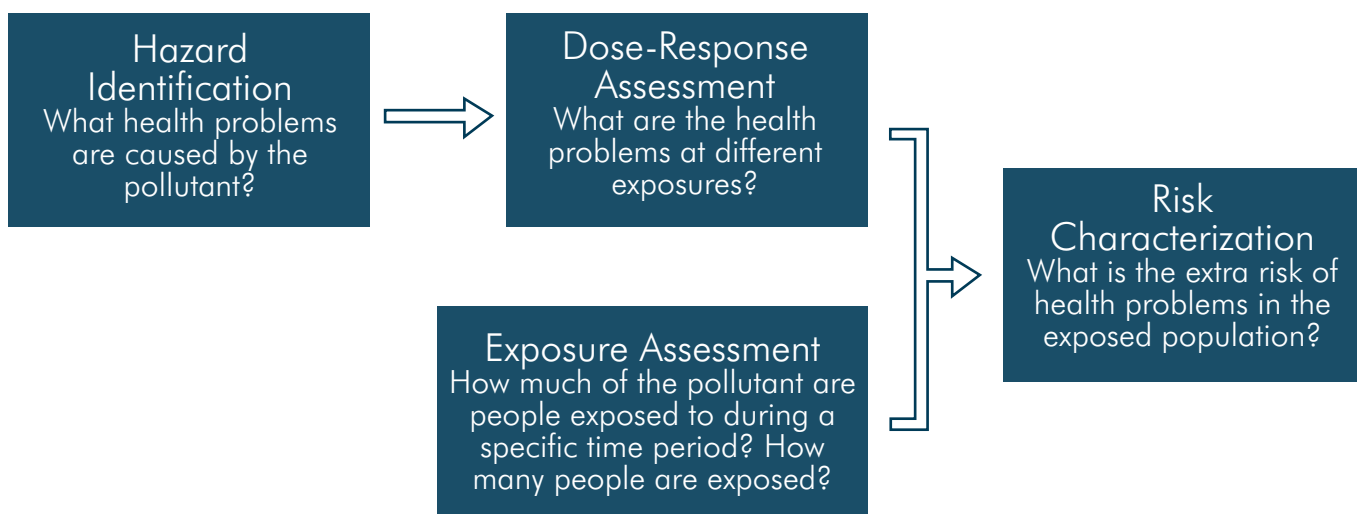 Hazard
Identification
What health problems
are caused by the
pollutant?
Dose-Response
Assessment
What are the health
problems at different
exposures?
Exposure Assessment
How much of the pollutant are
people exposed to during a
specific time period? How
many people are exposed?
Risk
Characterization
What is the extra risk of
health problems in the
exposed population?